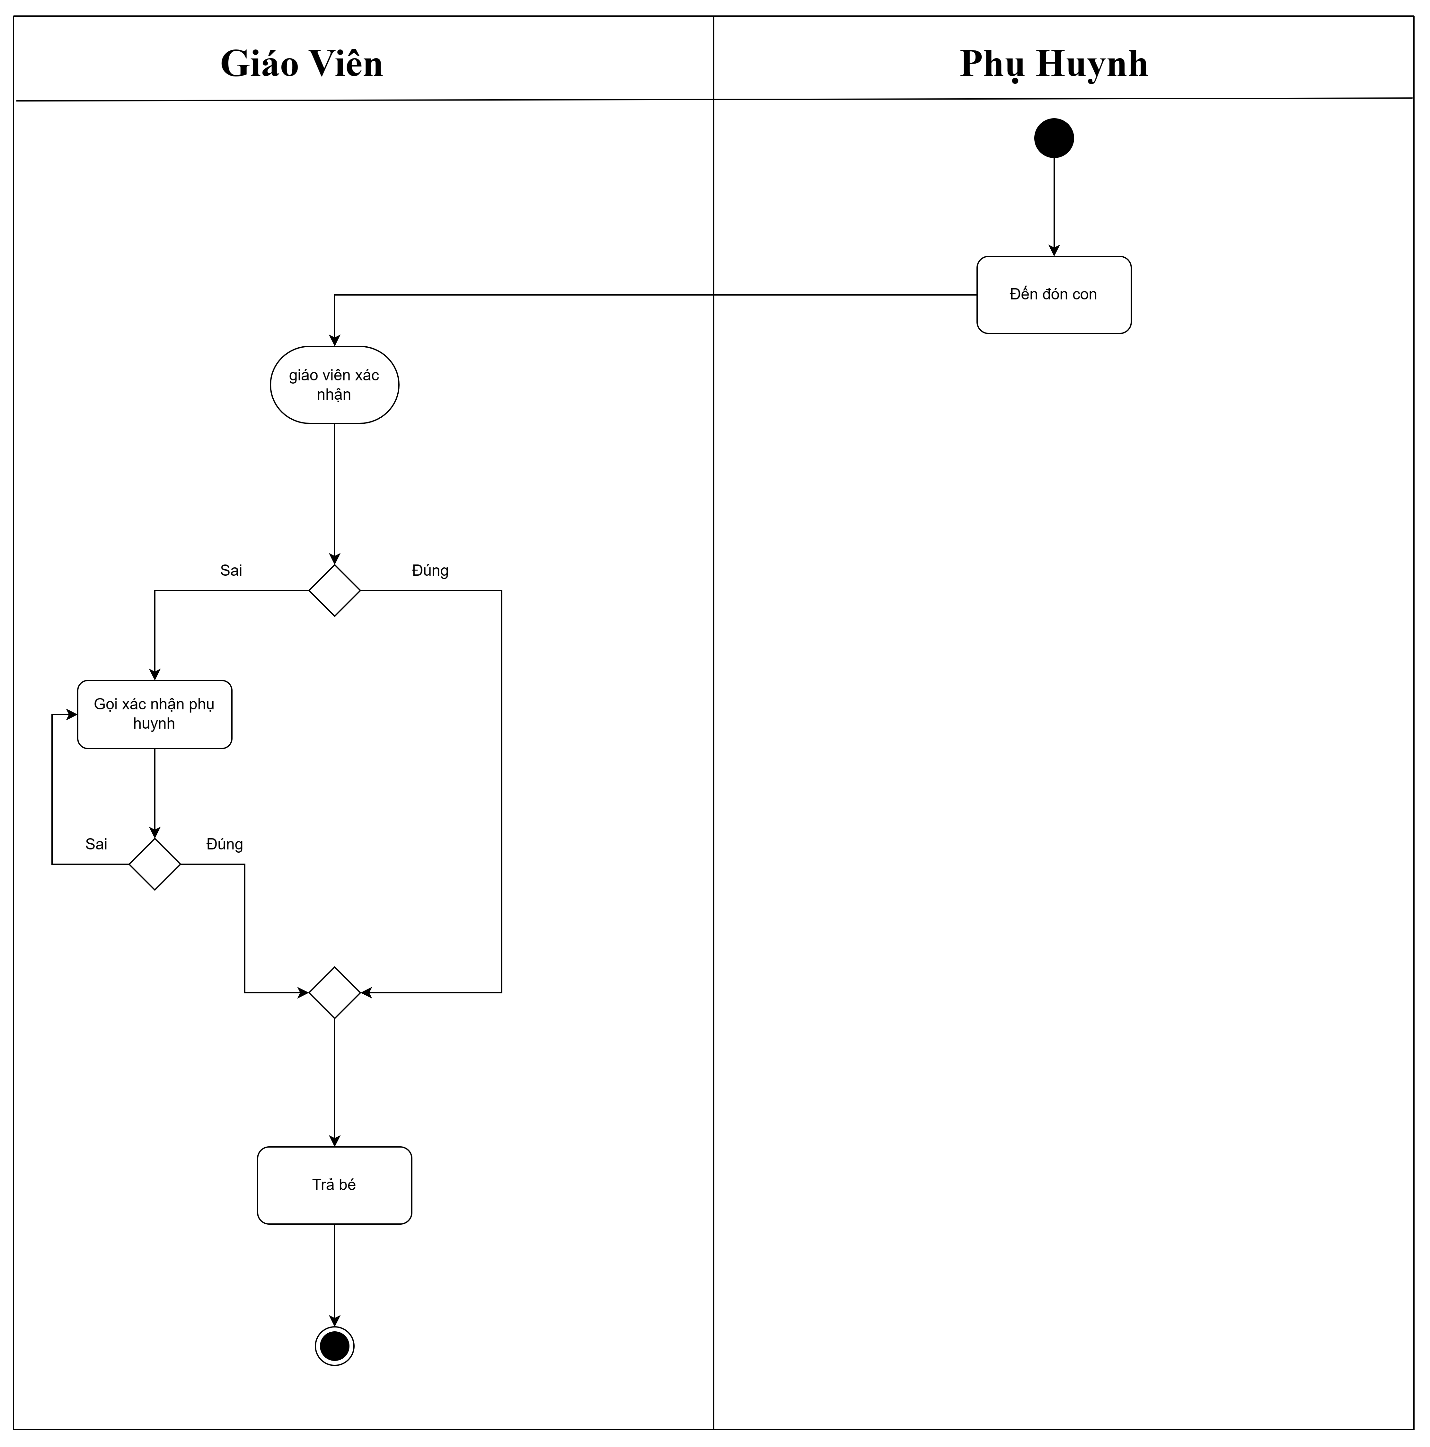 Giáo Viên
Phụ Huynh
Đến đón con
giáo viên xác
nhận
Sai
Đúng
Gọi xác nhận phụ
huynh
Sai
Đúng
Trả bé